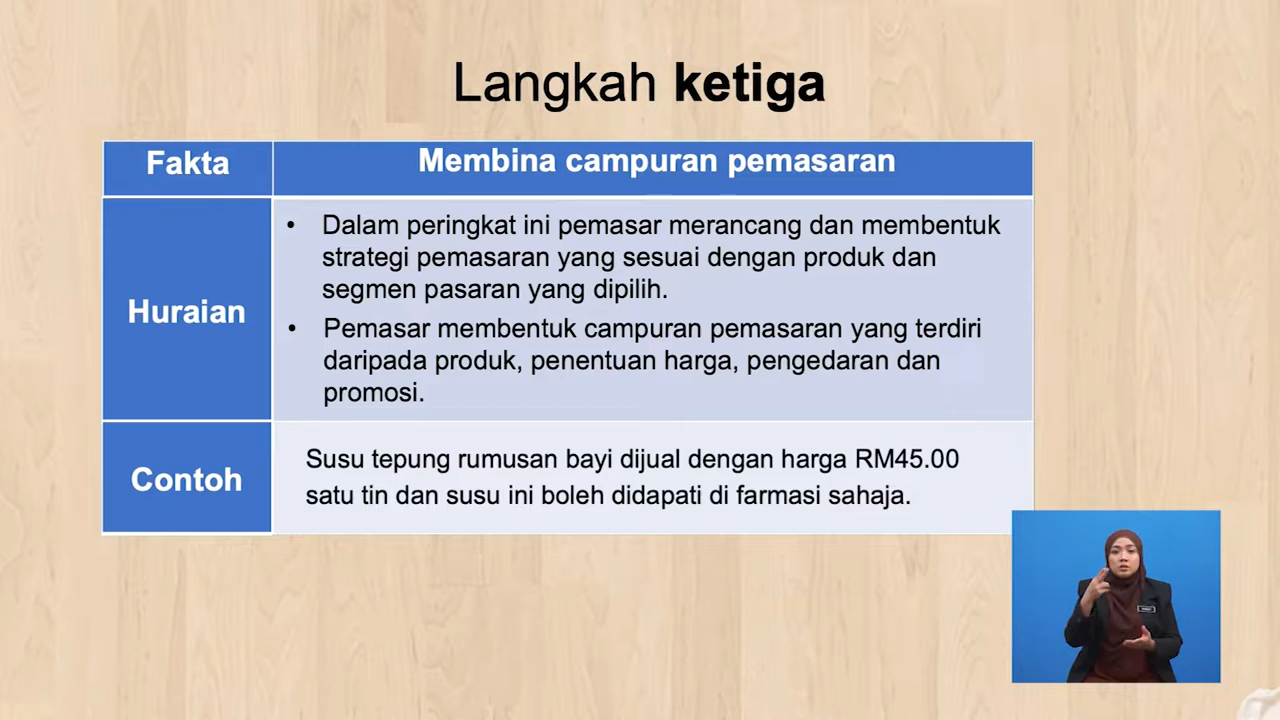 Langkah ketiga
Fakta
Membina campuran pemasaran
Huraian
• Dalam peringkat ini pemasar merancang dan membentuk
strategi pemasaran yang sesuai dengan produk dan
segmen pasaran yang dipilih.
• Pemasar membentuk campuran pemasaran yang terdiri
daripada produk, penentuan harga, pengedaran dan
promosi.
Contoh
Susu tepung rumusan bayi dijual dengan harga RM45.00
satu tin dan susu ini boleh didapati di farmasi sahaja.